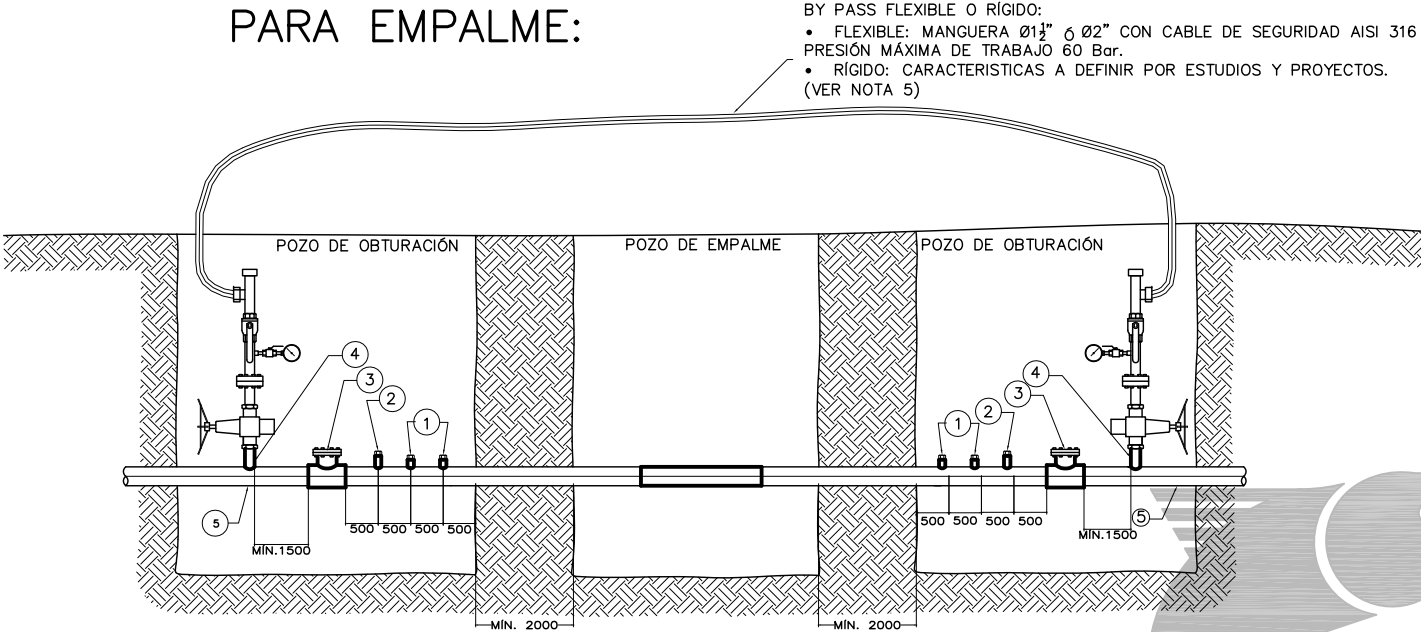 PARA EMPALME:
BY PASS FLEXIBLE O RÍGIDO:
• FLEXIBLE: MANGUERA Ø1½” ó Ø2” CON CABLE DE SEGURIDAD AISI 316
PRESIÓN MÁXIMA DE TRABAJO 60 Bar.
• RÍGIDO: CARACTERISTICAS A DEFINIR POR ESTUDIOS Y PROYECTOS.
(VER NOTA 5)
POZO DE OBTURACIÓN
POZO DE EMPALME
POZO DE OBTURACIÓN
4
3
2
1
4
3
2
1
5
500 500 500 500
MÍN.1500
500 500 500 500
5
MÍN.1500
MÍN. 2000
MÍN. 2000